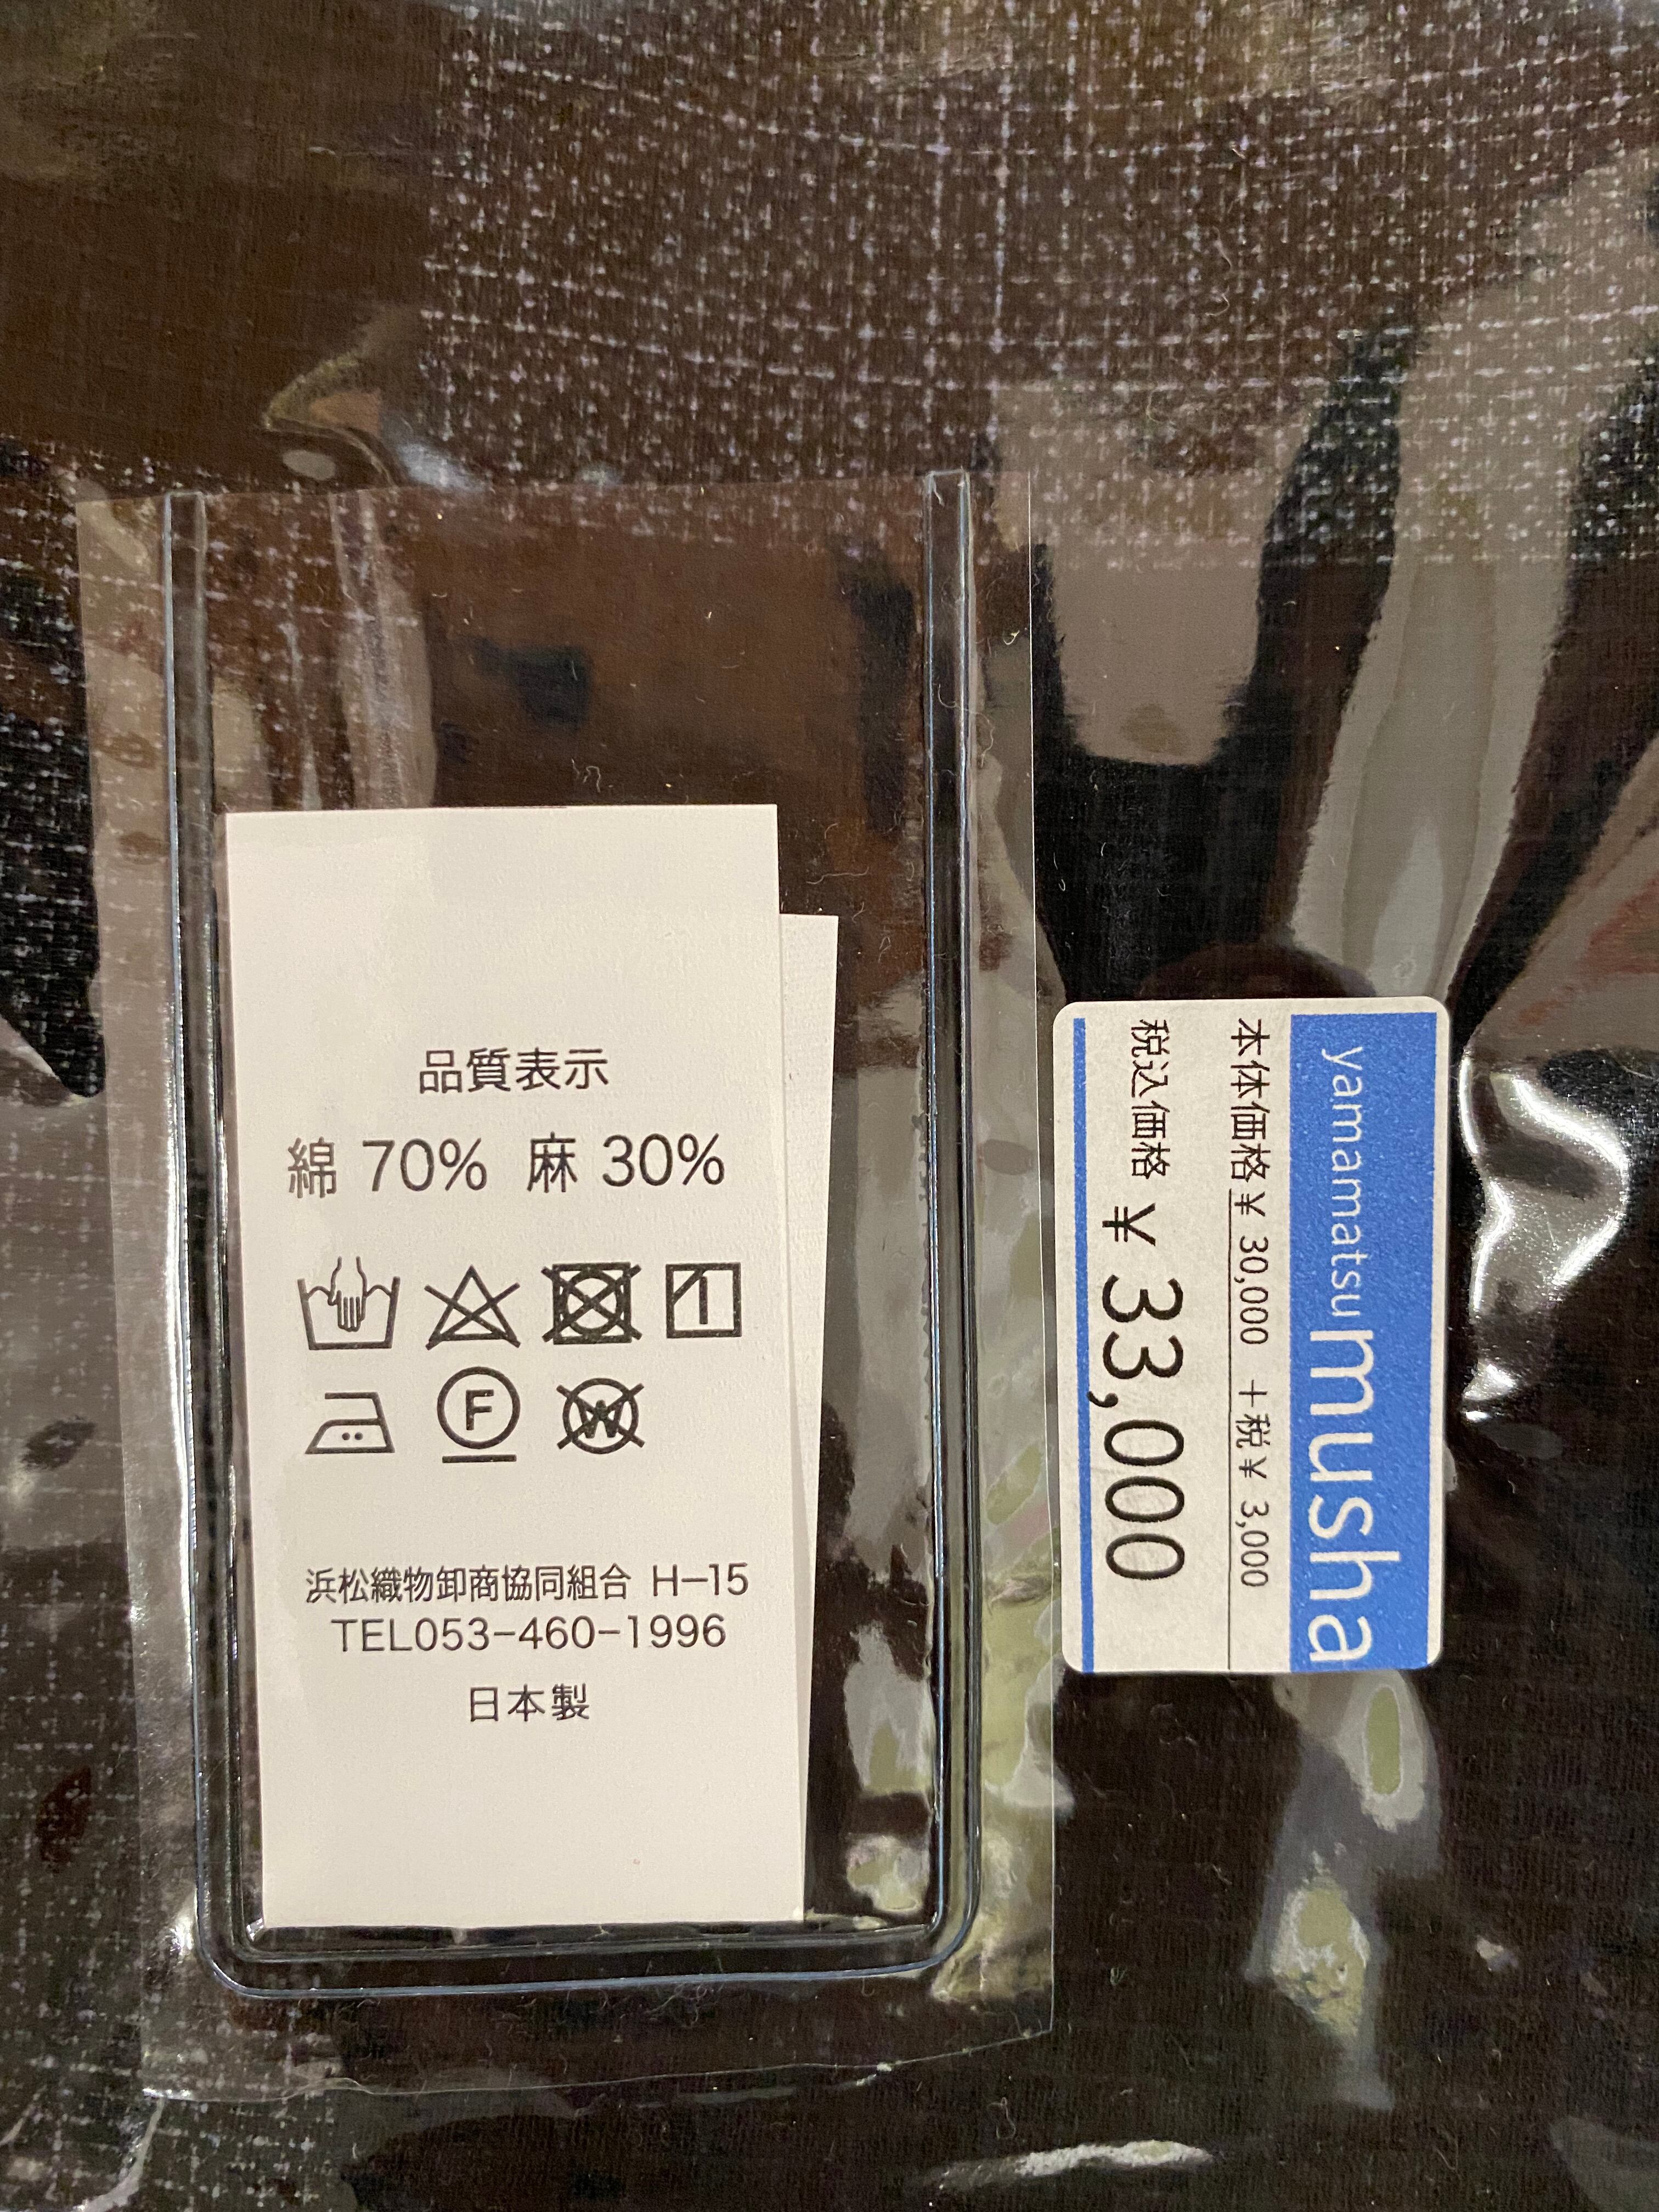 品質表示
綿 70% 麻 30%
1
F
W
浜松織物卸商協同組合 H-15
TEL053-460-1996
日本製
yamamatsumusha
本体価格¥ 30,000 +税¥ 3,000
税込価格 ¥ 33,000